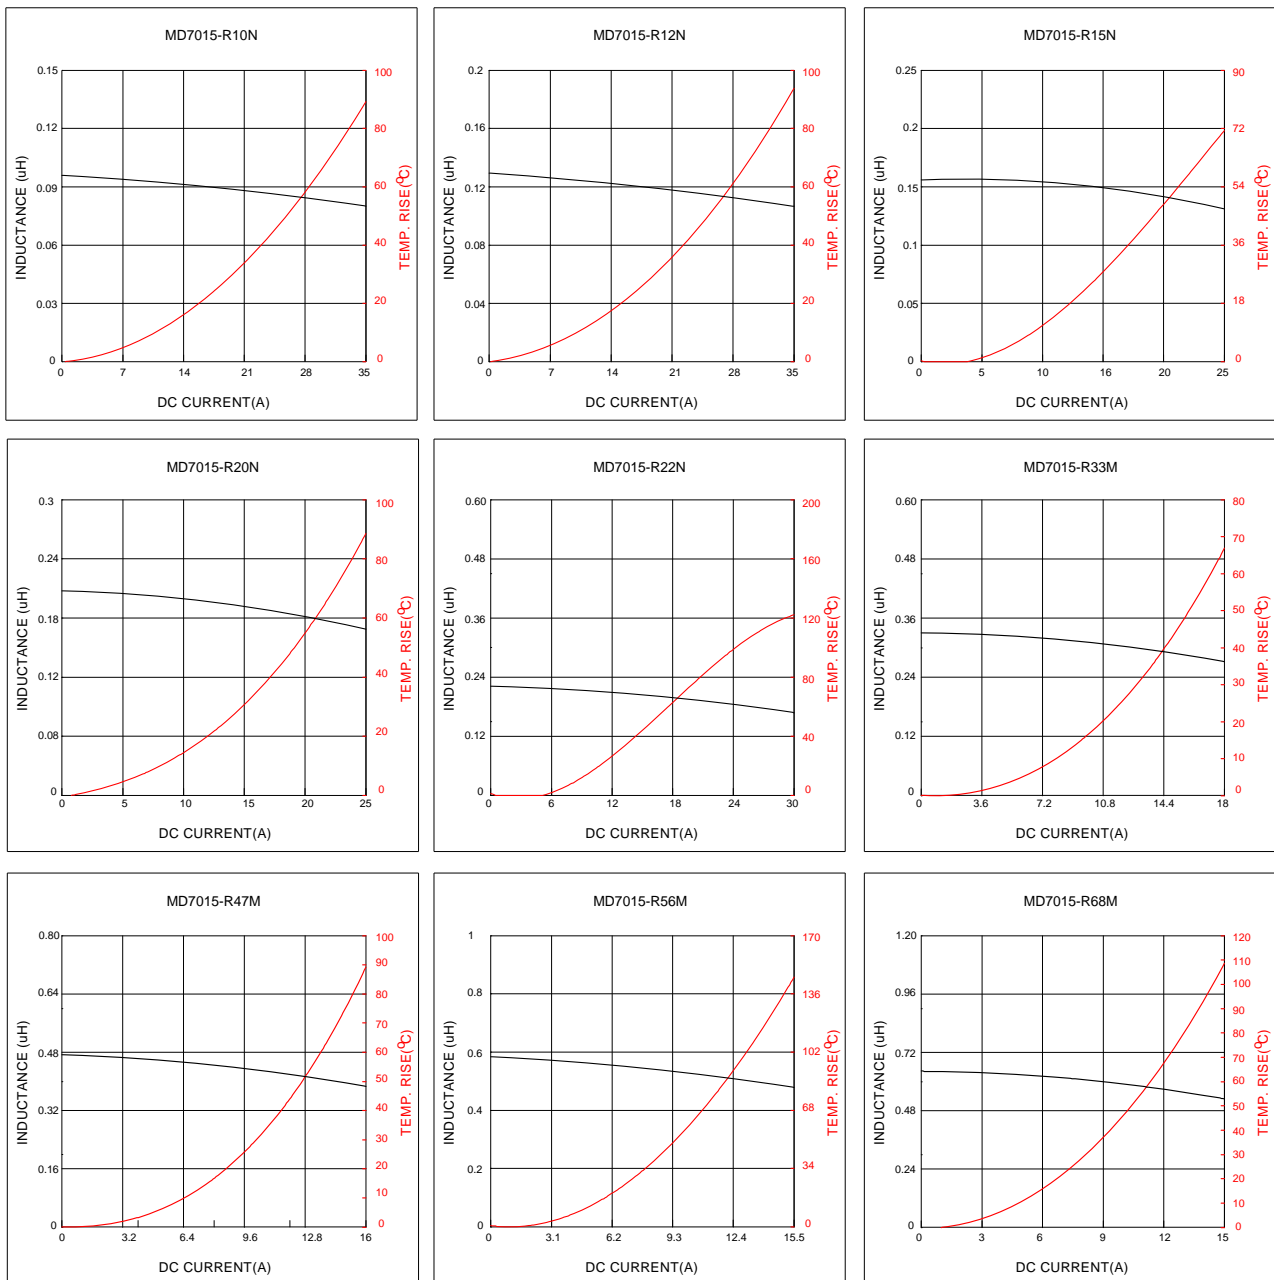 MD7015-R10N
0.15
0.12
0.09
0.06
0.03
0
INDUCTANCE (uH)
100
80
60
40
20
0
TEMP. RISE(⁰C)
0 7 14 21 28 35
DC CURRENT(A)
MD7015-R12N
0.2
0.16
0.12
0.08
0.04
0
INDUCTANCE (uH)
100
80
60
40
20
0
TEMP. RISE(⁰C)
0 7 14 21 28 35
DC CURRENT(A)
MD7015-R15N
0.25
0.2
0.15
0.1
0.05
0
INDUCTANCE (uH)
90
72
54
36
18
0
TEMP. RISE(⁰C)
0 5 10 16 20 25
DC CURRENT(A)
MD7015-R20N
0.3
0.24
0.18
0.12
0.08
0
INDUCTANCE (uH)
100
80
60
40
20
0
TEMP. RISE(⁰C)
0 5 10 15 20 25
DC CURRENT(A)
MD7015-R22N
0.60
0.48
0.36
0.24
0.12
0
INDUCTANCE (uH)
200
160
120
80
40
0
TEMP. RISE(⁰C)
0 6 12 18 24 30
DC CURRENT(A)
MD7015-R33M
0.60
0.48
0.36
0.24
0.12
0
INDUCTANCE (uH)
80
70
60
50
40
30
20
10
0
TEMP. RISE(⁰C)
0 3.6 7.2 10.8 14.4 18
DC CURRENT(A)
MD7015-R47M
0.80
0.64
0.48
0.32
0.16
0
INDUCTANCE (uH)
100
90
80
70
60
50
40
30
20
10
0
TEMP. RISE(⁰C)
0 3.2 6.4 9.6 12.8 16
DC CURRENT(A)
MD7015-R56M
1
0.8
0.6
0.4
0.2
0
INDUCTANCE (uH)
170
136
102
68
34
0
TEMP. RISE(⁰C)
0 3.1 6.2 9.3 12.4 15.5
DC CURRENT(A)
MD7015-R68M
1.20
0.96
0.72
0.48
0.24
0
INDUCTANCE (uH)
120
110
100
90
80
70
60
50
40
30
20
10
0
TEMP. RISE(⁰C)
0 3 6 9 12 15
DC CURRENT(A)